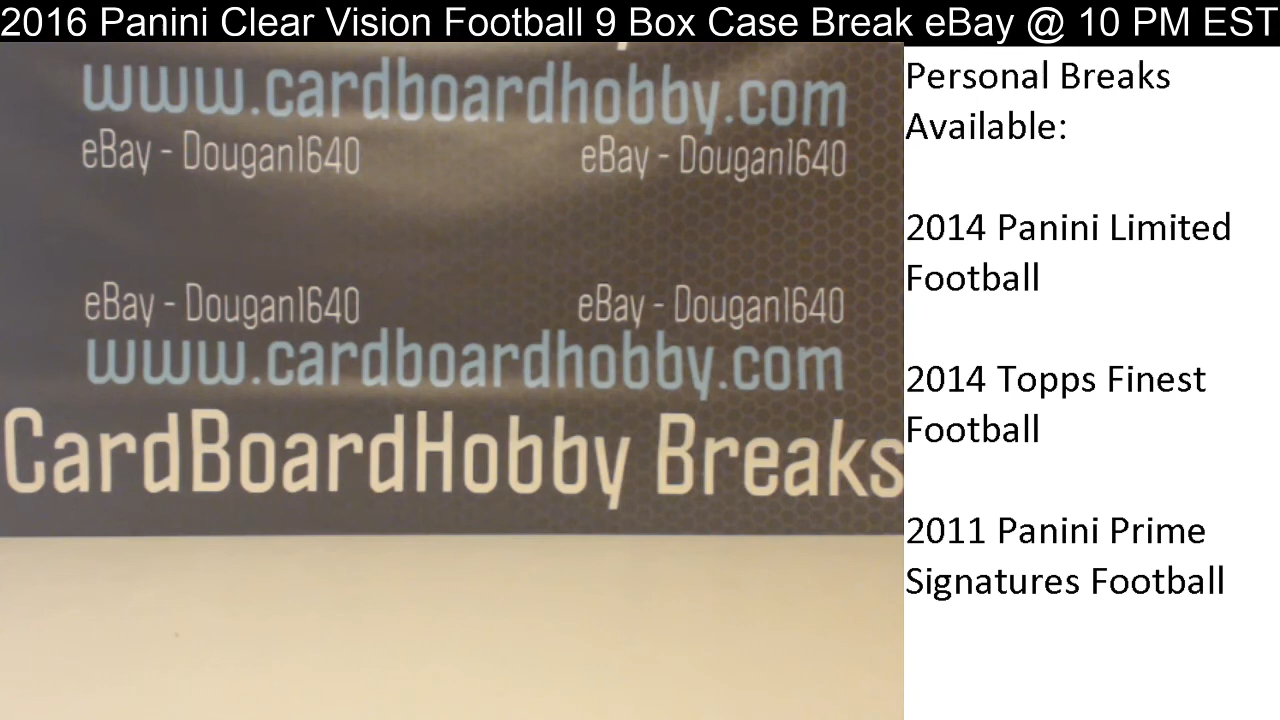 2016 Panini Clear Vision Football 9 Box Case Break eBay @ 10 PM EST
www.cardboardhobby.com
eBay - Dougan1640 eBay - Dougan1640
eBay - Dougan1640 eBay - Dougan1640
www.cardboardhobby.com
CardBoardHobby Breaks
Personal Breaks
Available:
2014 Panini Limited
Football
2014 Topps Finest
Football
2011 Panini Prime
Signatures Football